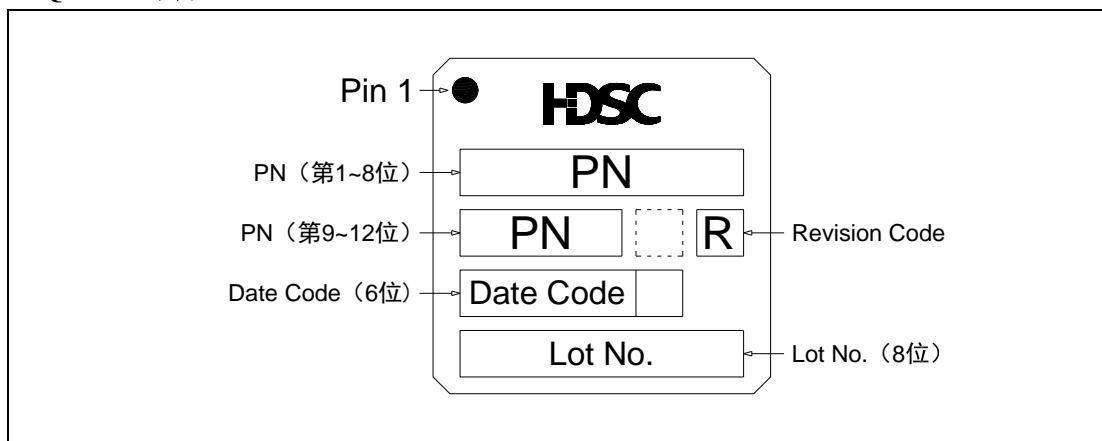 Pin 1
HDSC
PN（第1~8位）
PN
PN（第9~12位）
PN
R
Revision Code
Date Code（6位）
Date Code
Lot No.
Lot No.（8位）